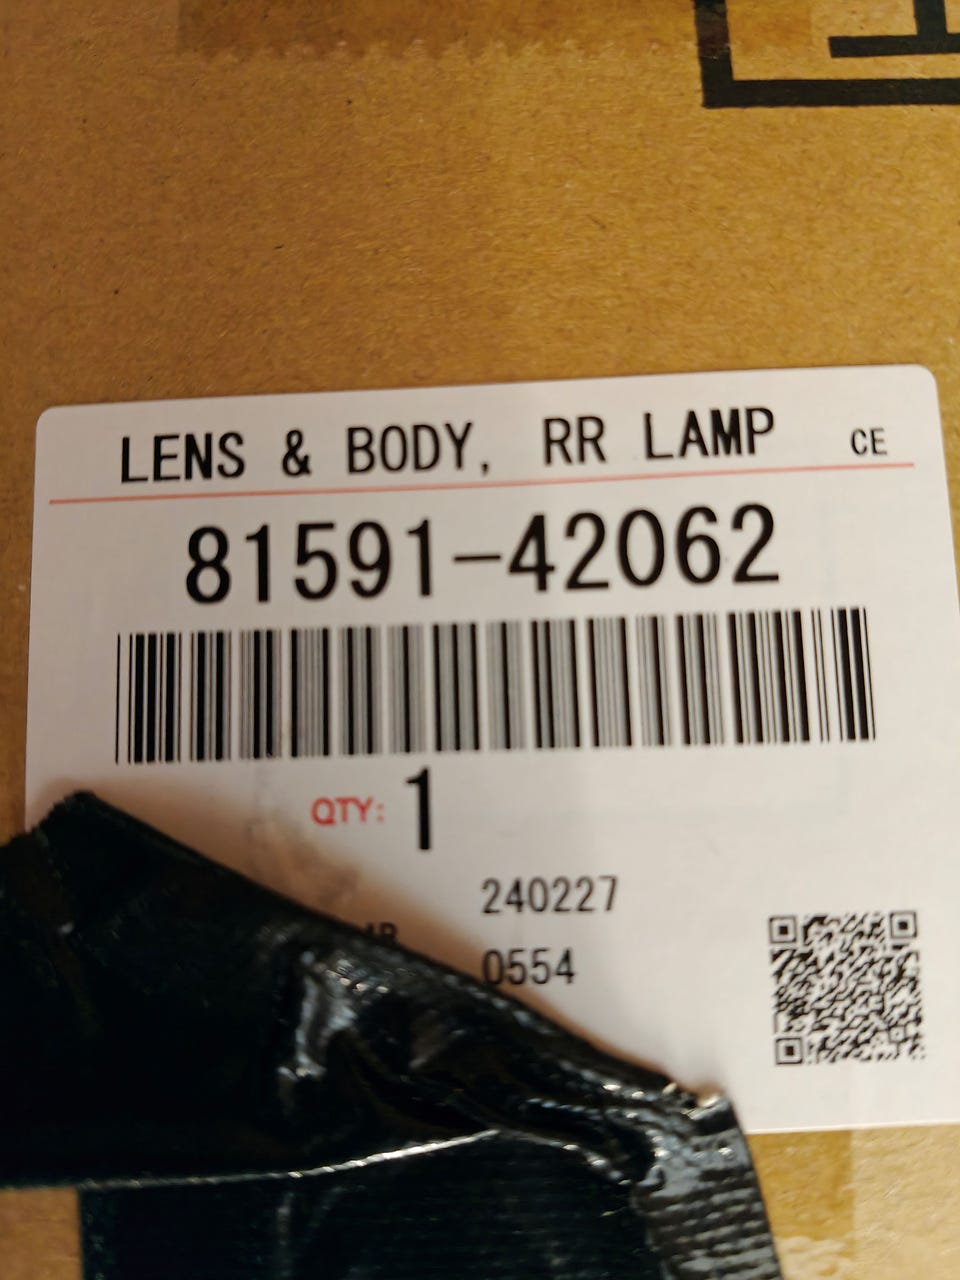 LENS & BODY, RR LAMP CE
81591-42062
QTY: 1
240227
0554